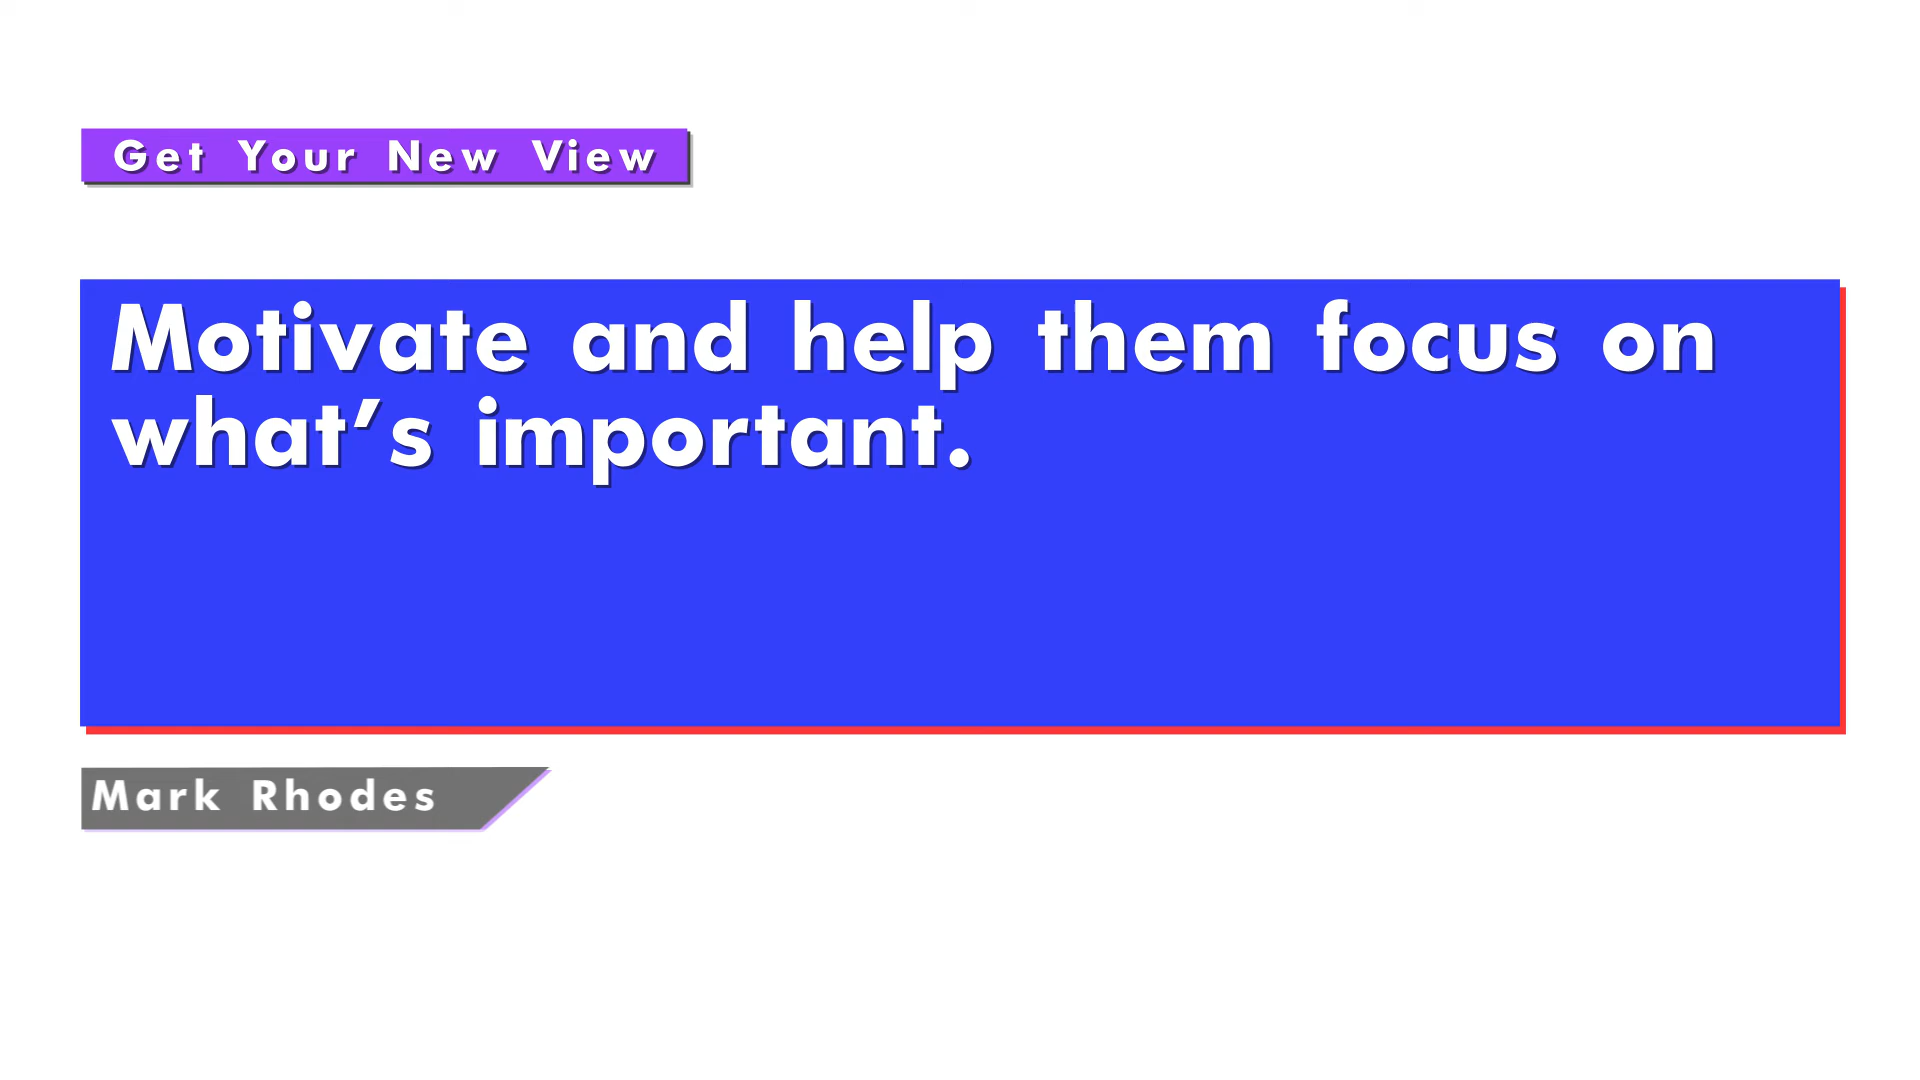 Get Your New View
Motivate and help them focus on
what’s important.
Mark Rhodes